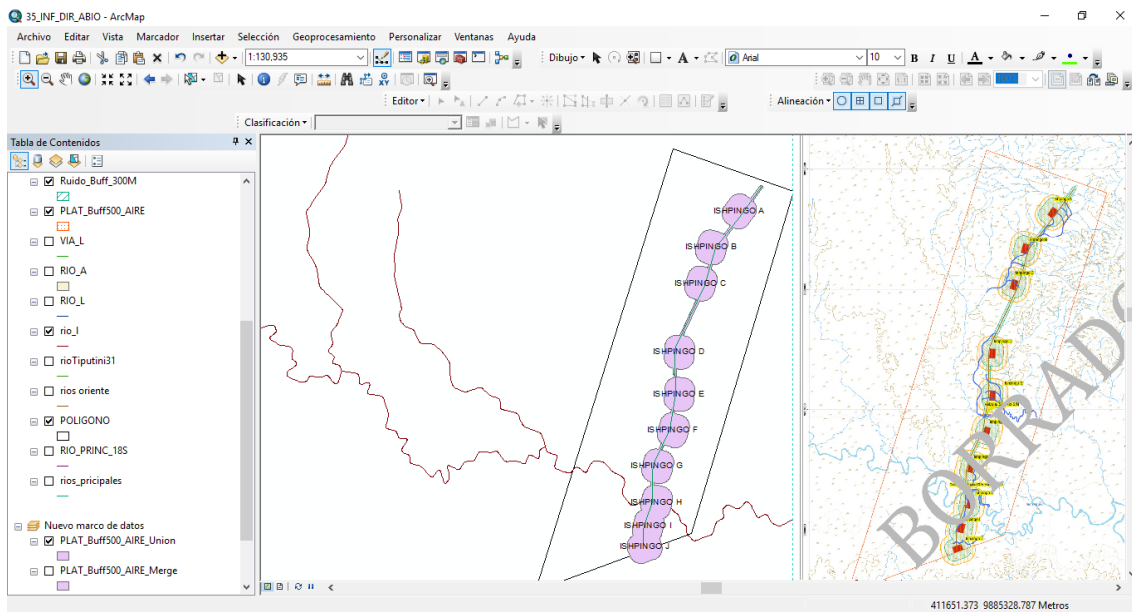 35_INF_DIR_ABIO - ArcMap
Archivo Editar Vista Marcador Insertar Selección Geoprocesamiento Personalizar Ventanas Ayuda
1:130,935
Dibujo
Arial
10
B I U A
Editor
Alineación
Clasificación
Tabla de Contenidos
Ruido_Buff_300M
PLAT_Buff500_AIRE
VIA_L
RIO_A
RIO_L
rio_l
rioTiputini31
rios oriente
POLIGONO
RIO_PRINC_18S
rios_pricipales
Nuevo marco de datos
PLAT_Buff500_AIRE_Union
PLAT_Buff500_AIRE_Merge
ISHPINGO A
ISHPINGO B
ISHPINGO C
ISHPINGO D
ISHPINGO E
ISHPINGO F
ISHPINGO G
ISHPINGO H
ISHPINGO I
ISHPINGO J
411651.373 9885328.787 Metros